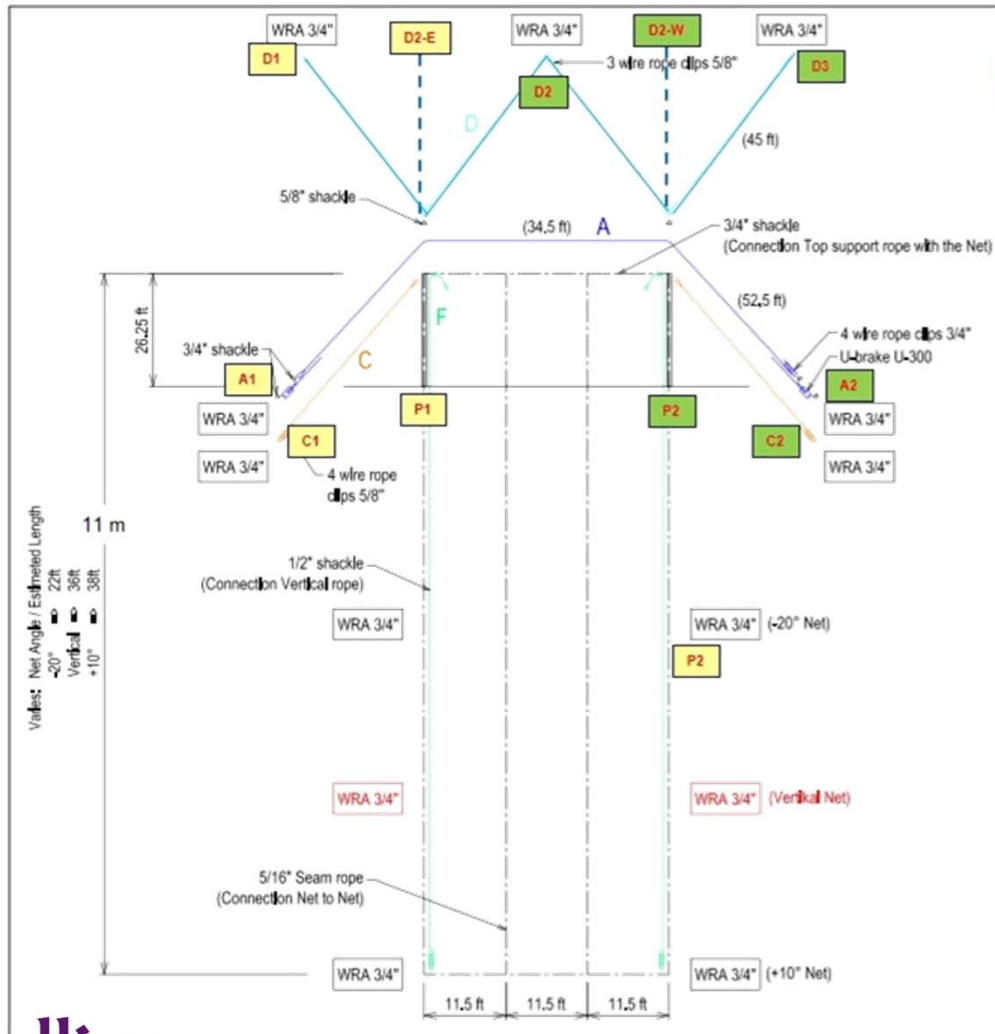 WRA 3/4"
D1
D2-E
WRA 3/4"
D2-W
WRA 3/4"
3 wire rope clips 5/8"
D2
D3
D
(45 ft)
5/8" shackle
(34.5 ft)
A
3/4" shackle
(Connection Top support rope with the Net)
26.25 ft
F
(52.5 ft)
C
3/4" shackle
4 wire rope clips 3/4"
U-brake U-300
A1
A2
P1
P2
WRA 3/4"
WRA 3/4"
C1
C2
WRA 3/4"
WRA 3/4"
4 wire rope
clips 5/8"
11 m
Varies: Net Angle / Estimeted Length
-20° 22ft
Vertical 36ft
+10° 38ft
1/2" shackle
(Connection Vertical rope)
WRA 3/4"
WRA 3/4" (-20° Net)
P2
WRA 3/4"
WRA 3/4" (Vertikal Net)
5/16" Seam rope
(Connection Net to Net)
WRA 3/4"
WRA 3/4" (+10° Net)
11.5 ft
11.5 ft
11.5 ft